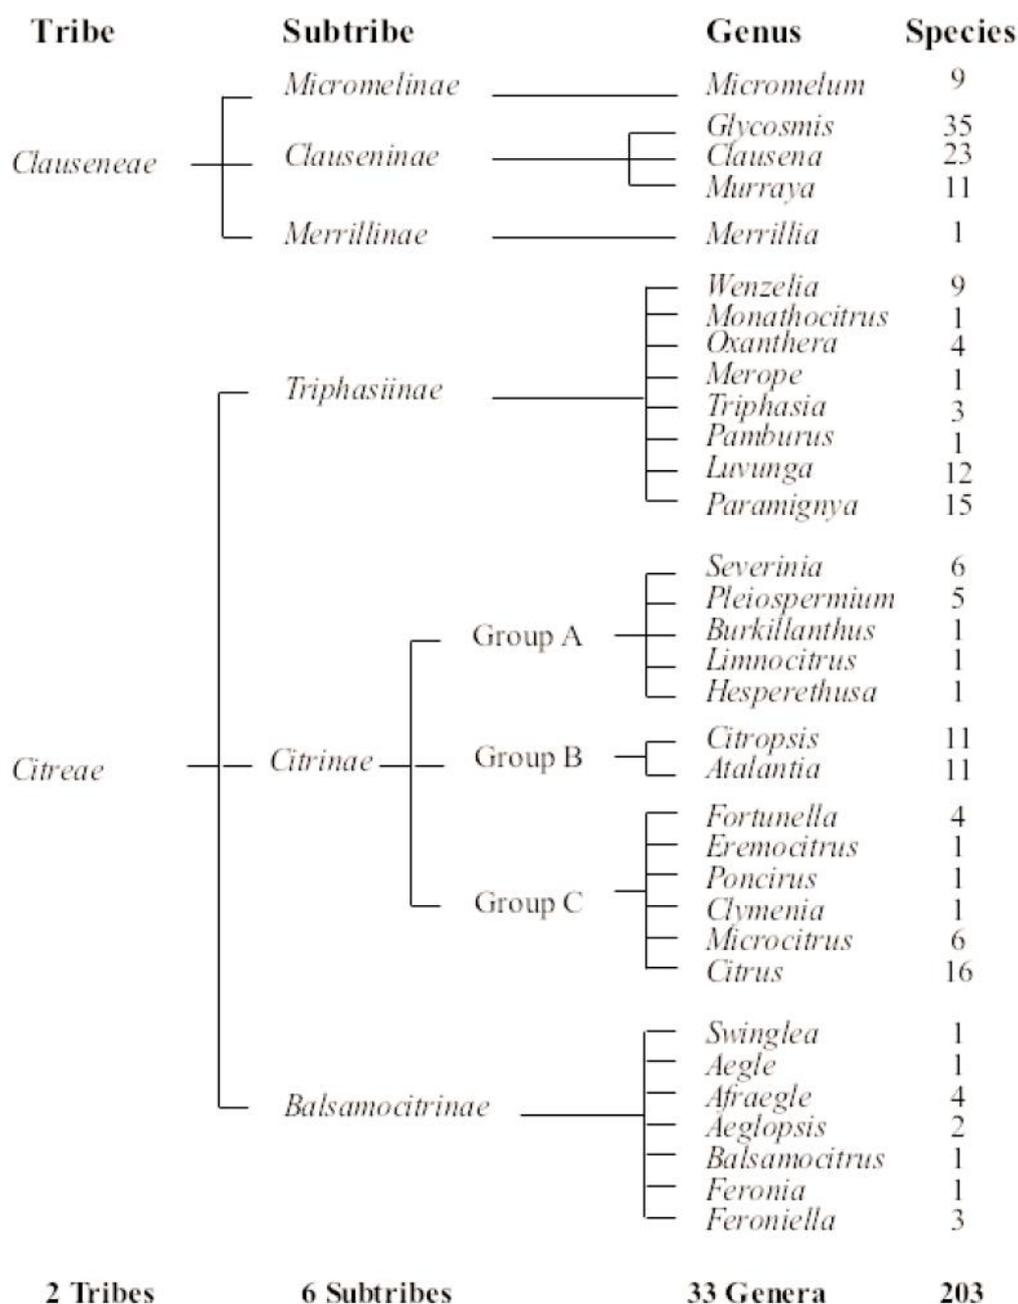 Tribe Subtribe Genus Species
Micromelinae Micromelum 9
Glycosmis 35
Clauseneae Clauseninae Clausena 23
Murraya 11
Merrillinae Merrillia 1
Wenzelia 9
Monathocitrus 1
Oxanthera 4
Merope 1
Triphasiinae
Triphasia 3
Pamburus 1
Luvunga 12
Paramignya 15
Severinia 6
Pleiospermium 5
Group A Burkillanthus 1
Limnocitrus 1
Hesperethusa 1
Citropsis 11
Citreae Citrinae Group B
Atalantia 11
Fortunella 4
Eremocitrus 1
Poncirus 1
Group C Clymenia 1
Microcitrus 6
Citrus 16
Swinglea 1
Aegle 1
Afraegle 4
Balsamocitrinae
Aeglopsis 2
Balsamocitrus 1
Feronia 1
Feroniella 3
2 Tribes 6 Subtribes 33 Genera 203